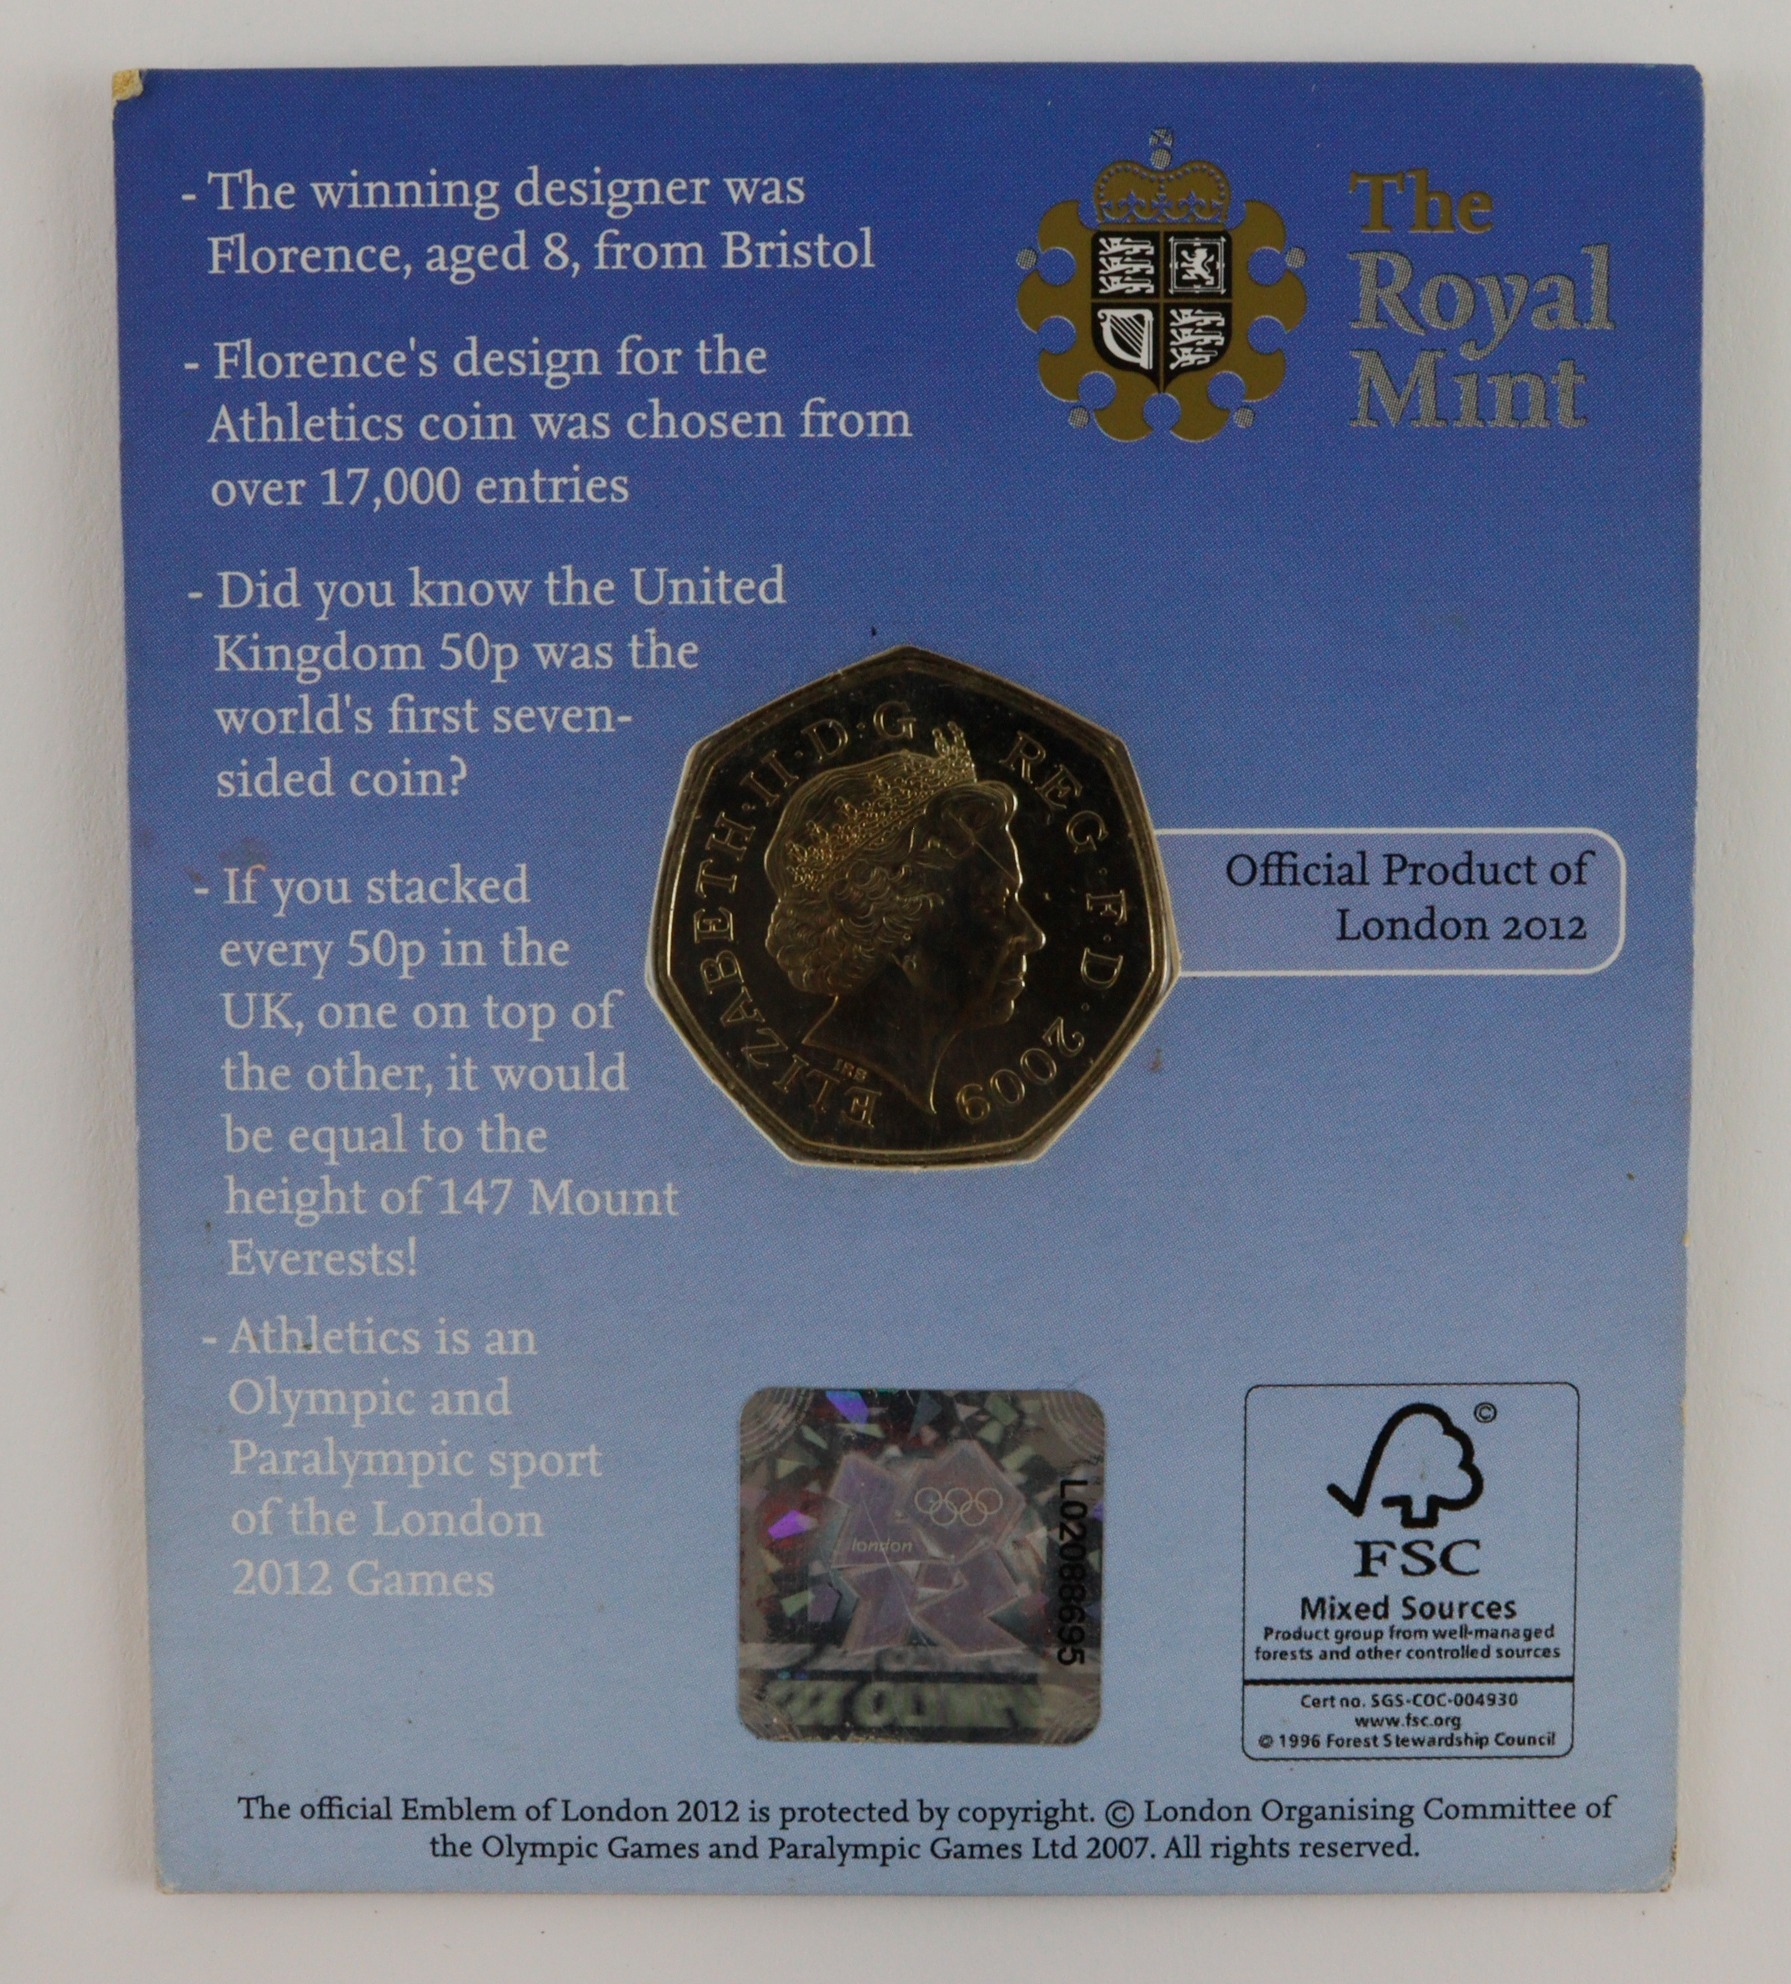 - The winning designer was
Florence, aged 8, from Bristol
- Florence's design for the
Athletics coin was chosen from
over 17,000 entries
- Did you know the United
Kingdom 50p was the
world's first seven-
sided coin?
- If you stacked
every 50p in the
UK, one on top of
the other, it would
be equal to the
height of 147 Mount
Everests!
- Athletics is an
Olympic and
Paralympic sport
of the London
2012 Games
The
Royal
Mint
ELIZABETH·II·D·G REG·F·D·2009
IRB
Official Product of
London 2012
london
L02088695
©
FSC
Mixed Sources
Product group from well-managed
forests and other controlled sources
Cert no. SGS-COC-004930
www.fsc.org
© 1996 Forest Stewardship Council
The official Emblem of London 2012 is protected by copyright. © London Organising Committee of
the Olympic Games and Paralympic Games Ltd 2007. All rights reserved.